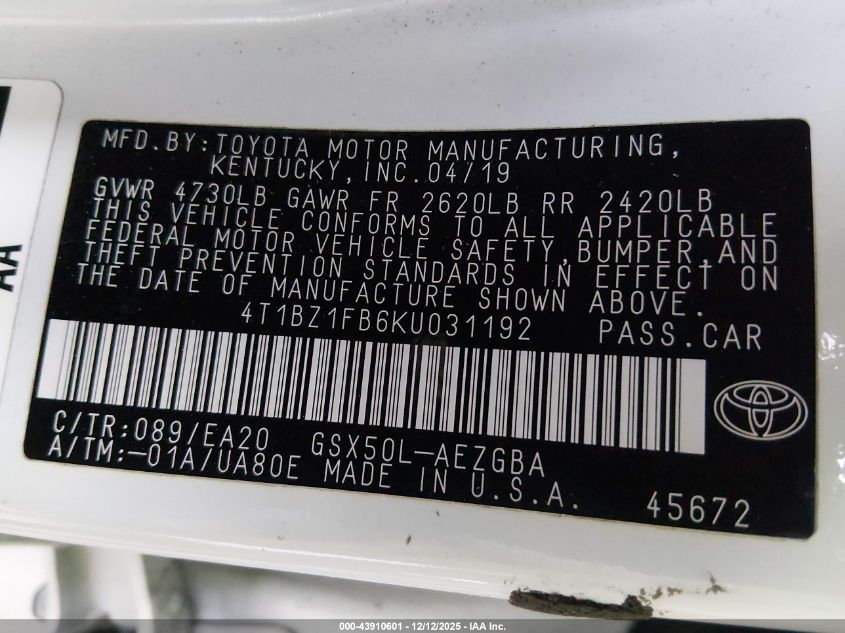 AA
MFD.BY:TOYOTA MOTOR MANUFACTURING,
KENTUCKY,INC.04/19
GVWR 4730LB GAWR FR 2620LB RR 2420LB
THIS VEHICLE CONFORMS TO ALL APPLICABLE
FEDERAL MOTOR VEHICLE SAFETY,BUMPER,AND
THEFT PREVENTION STANDARDS IN EFFECT ON
THE DATE OF MANUFACTURE SHOWN ABOVE.
4T1BZ1FB6KU031192 PASS.CAR
C/TR:089/EA20 GSX50L-AEZGBA
A/TM:-01A/UA80E MADE IN U.S.A. 45672
000-43910601 - 12/12/2025 - IAA Inc.